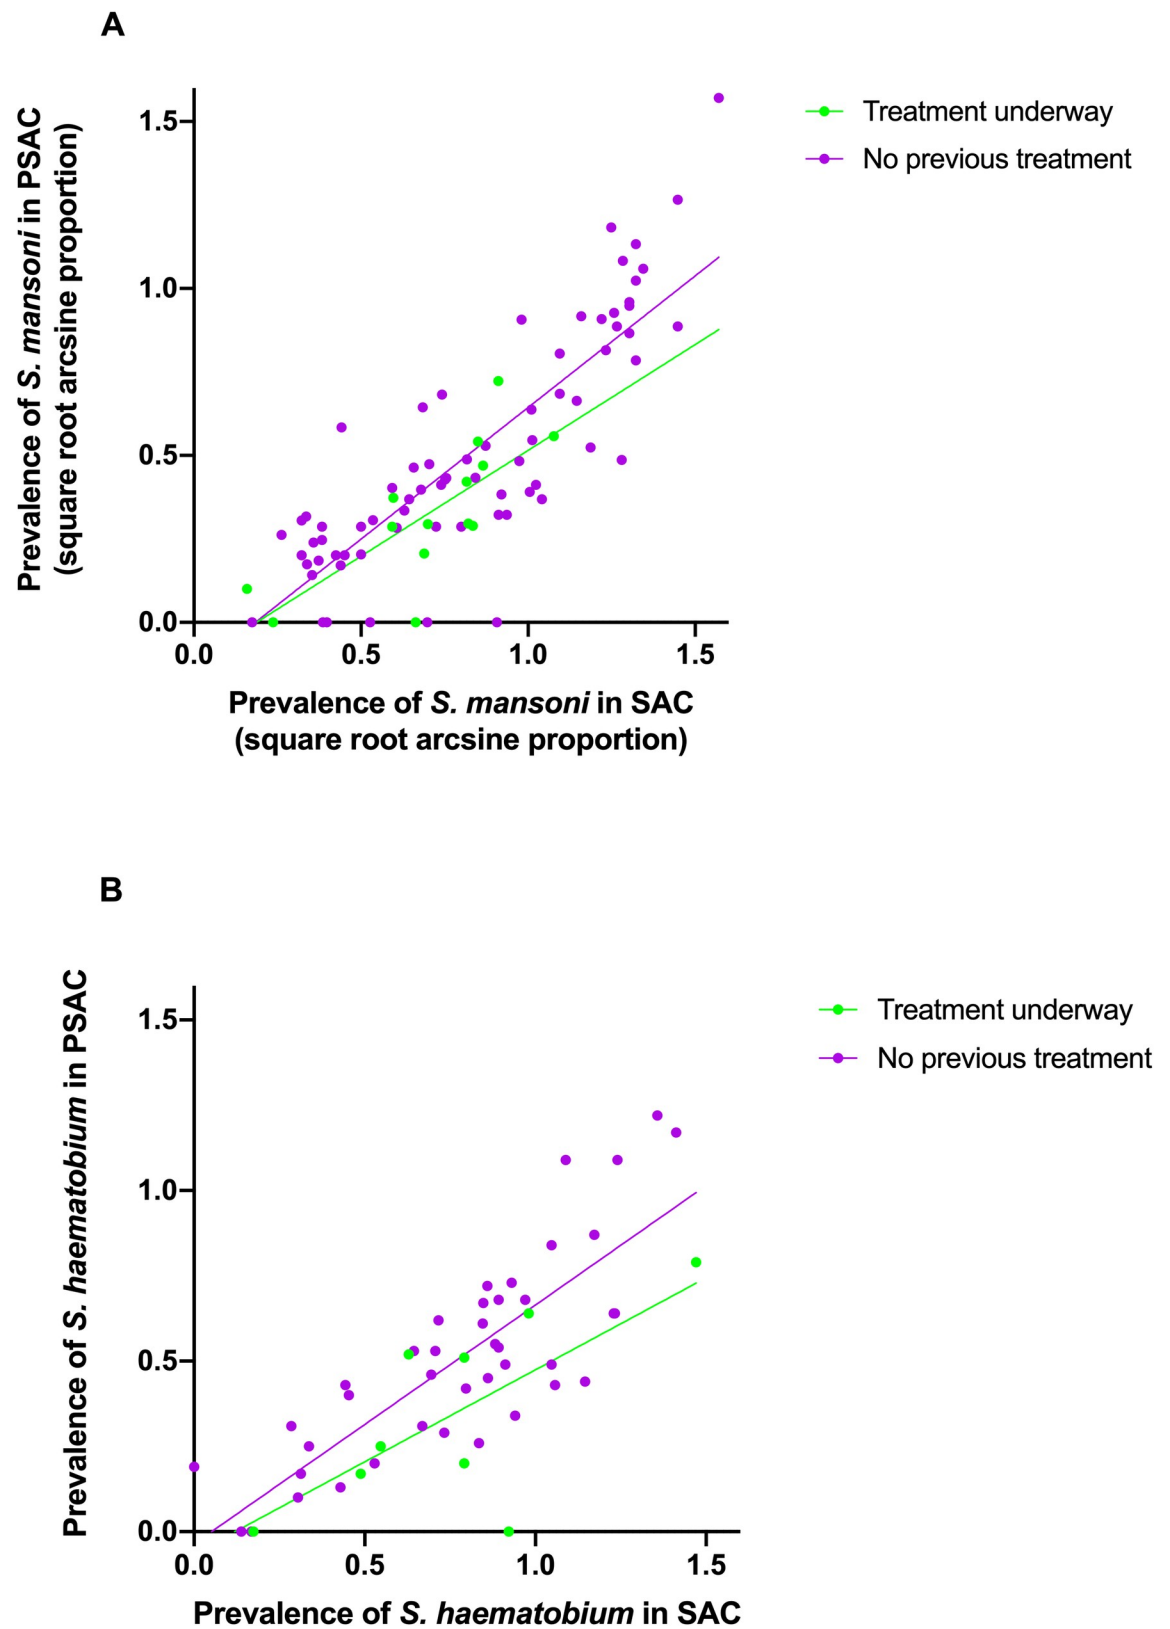 A
Prevalence of S. mansoni in PSAC
(square root arcsine proportion)
1.5
1.0
0.5
0.0
0.0 0.5 1.0 1.5
Prevalence of S. mansoni in SAC
(square root arcsine proportion)
Treatment underway
No previous treatment
B
Prevalence of S. haematobium in PSAC
1.5
1.0
0.5
0.0
0.0 0.5 1.0 1.5
Prevalence of S. haematobium in SAC
Treatment underway
No previous treatment